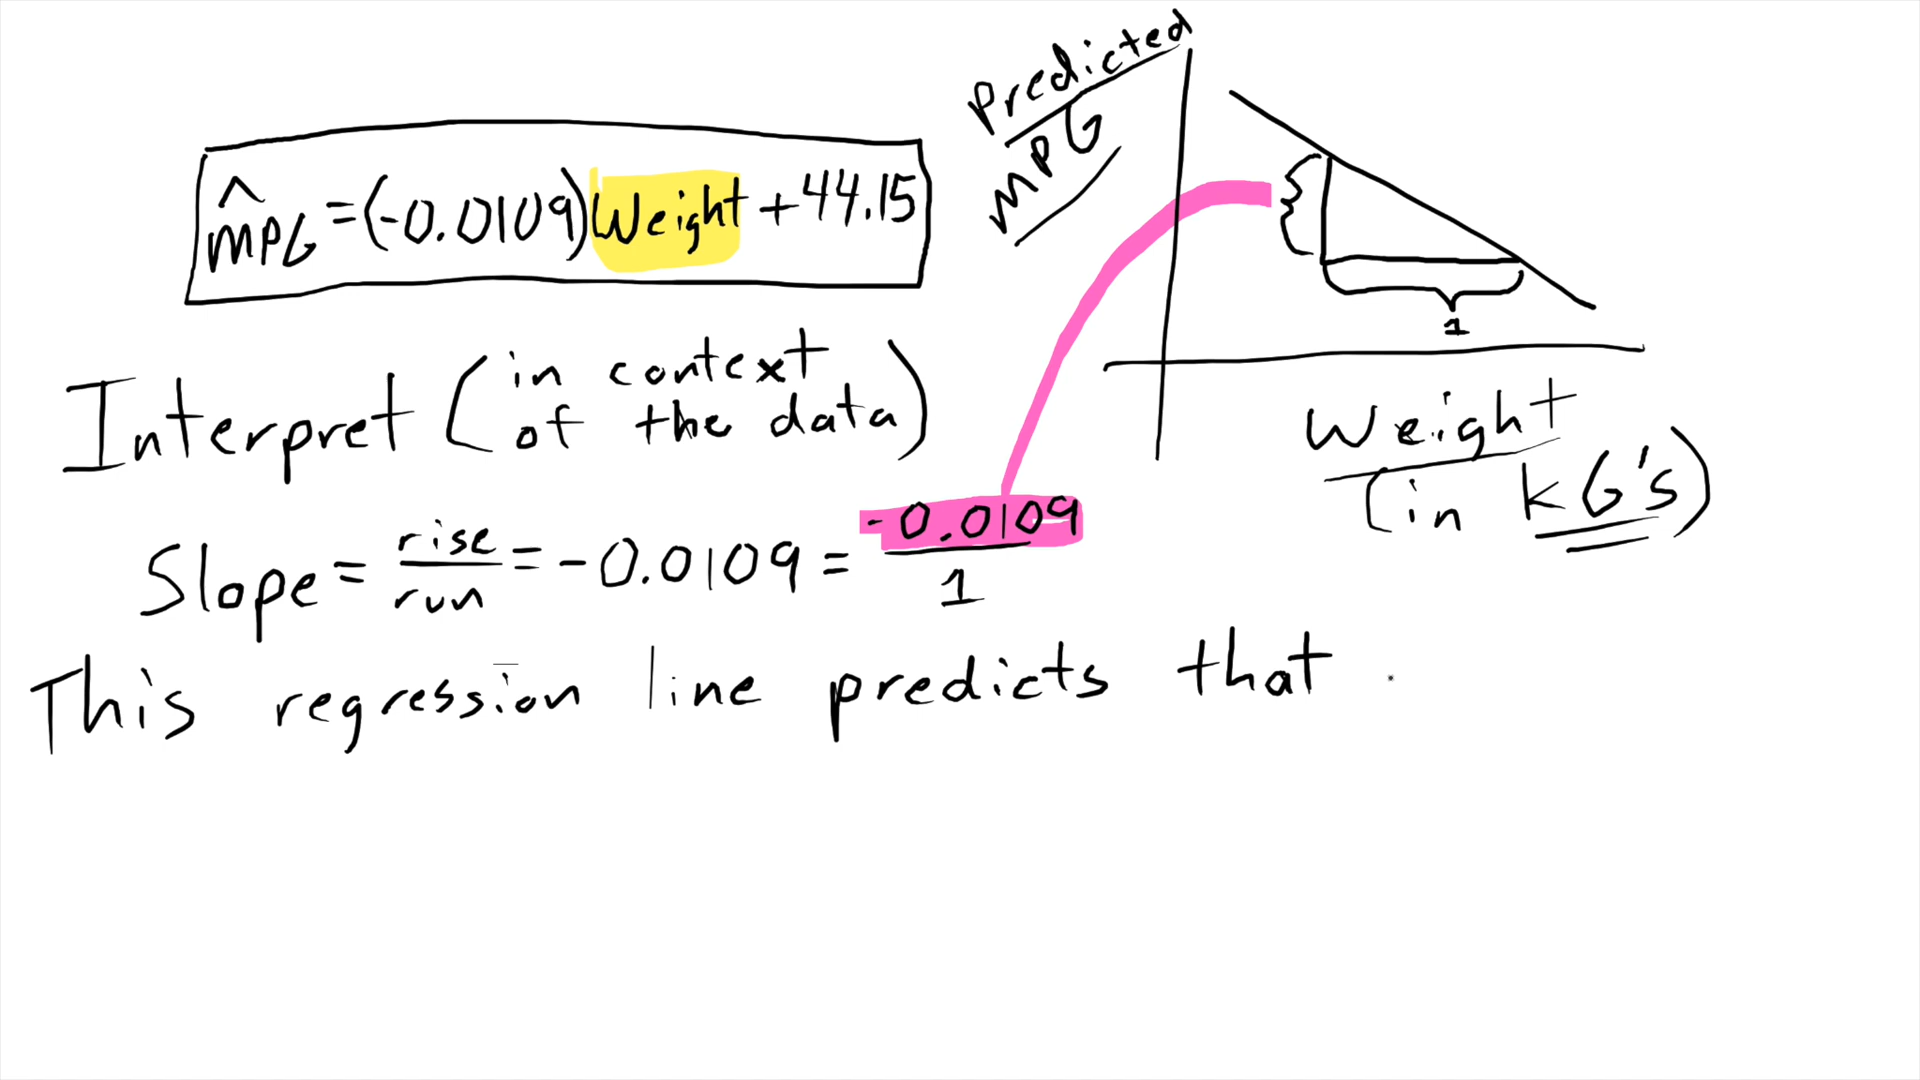 Predicted
MPG
m̂PG = (-0.0109) Weight + 44.15
1
Weight
(in KG's)
Interpret (in context
of the data)
Slope = rise/run = -0.0109 = -0.0109/1
This regression line predicts that